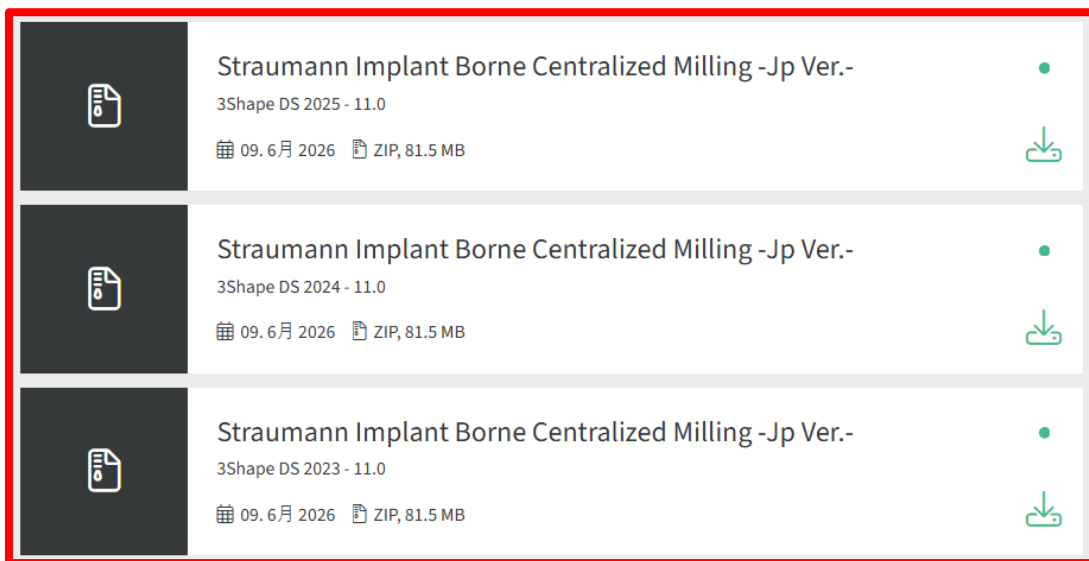 Straumann Implant Borne Centralized Milling -Jp Ver.-
3Shape DS 2025 - 11.0
09. 6月 2026 ZIP, 81.5 MB
Straumann Implant Borne Centralized Milling -Jp Ver.-
3Shape DS 2024 - 11.0
09. 6月 2026 ZIP, 81.5 MB
Straumann Implant Borne Centralized Milling -Jp Ver.-
3Shape DS 2023 - 11.0
09. 6月 2026 ZIP, 81.5 MB